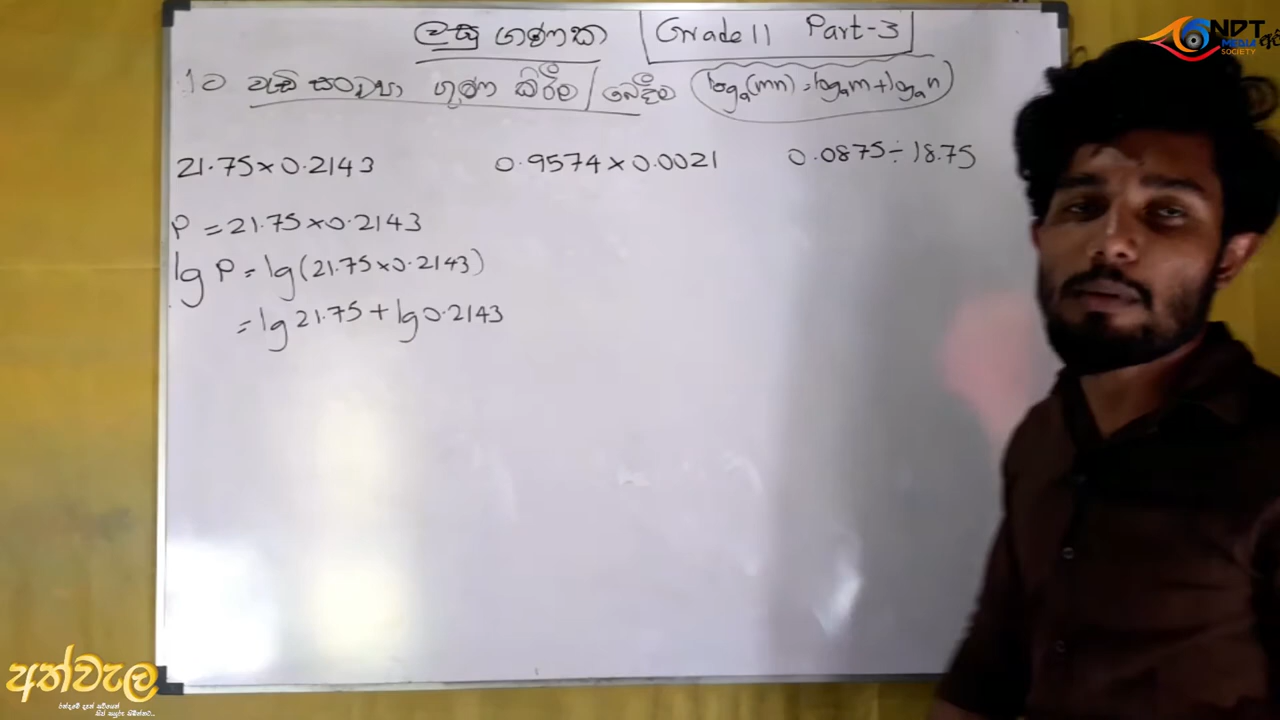 ලඝු ගණක Grade 11 Part-3
1ට වැඩි සංඛ්‍යා ගුණ කිරීම / බෙදීම logₐ(mn) = logₐm + logₐn
21.75 × 0.2143 0.9574 × 0.0021 0.0875 ÷ 18.75
P = 21.75 × 0.2143
lg P = lg(21.75 × 0.2143)
= lg 21.75 + lg 0.2143
NDT
MEDIA
SOCIETY
අත්වැල